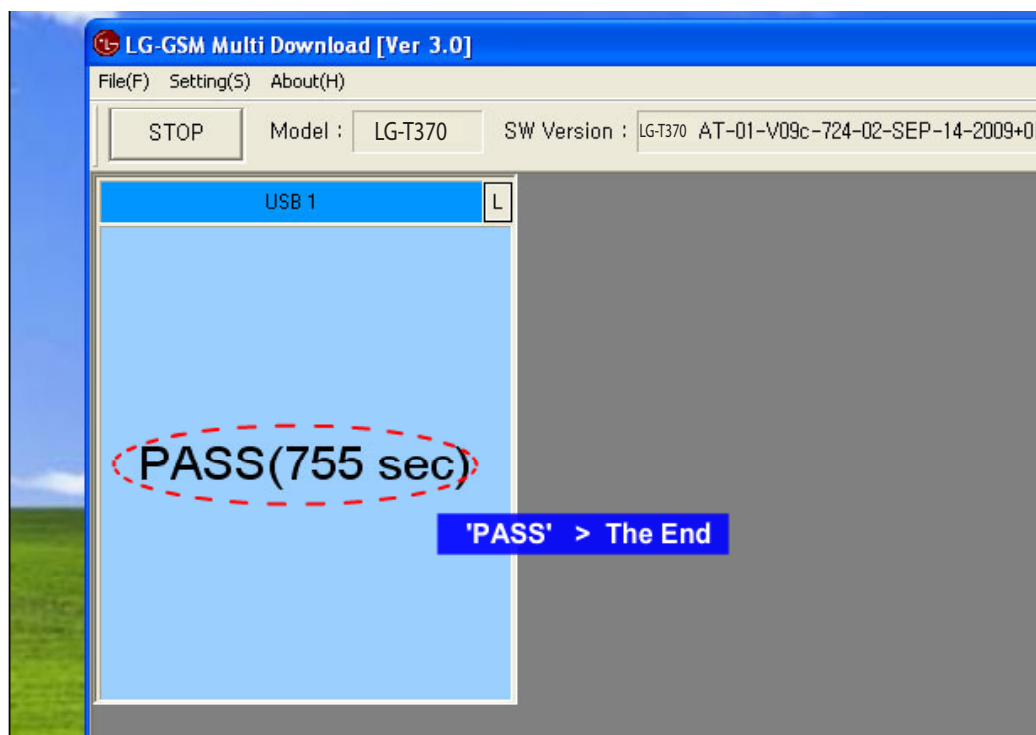 LG-GSM Multi Download [Ver 3.0]
File(F) Setting(S) About(H)
STOP Model : LG-T370 SW Version : LG-T370 AT-01-V09c-724-02-SEP-14-2009+0
USB 1 L
PASS(755 sec)
'PASS' > The End